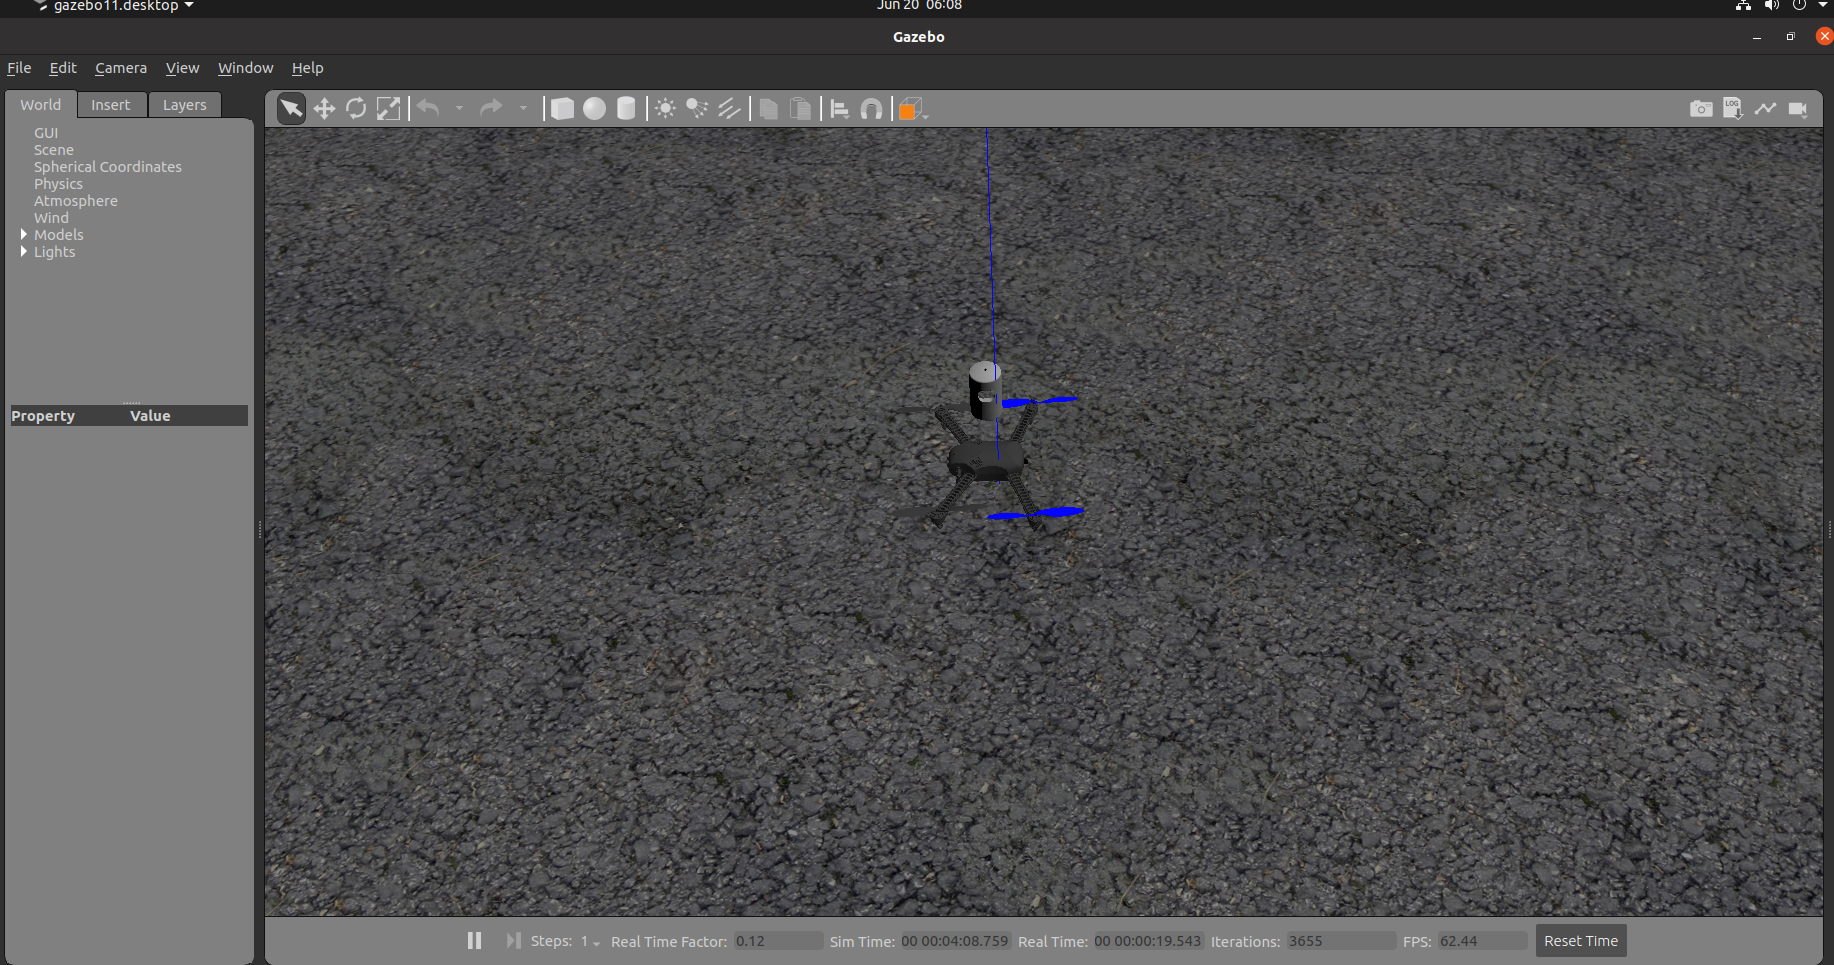 gazebo11.desktop Jun 20 06:08
Gazebo
File Edit Camera View Window Help
World Insert Layers
LOG
GUI
Scene
Spherical Coordinates
Physics
Atmosphere
Wind
Models
Lights
Property Value
Steps: 1 Real Time Factor: 0.12 Sim Time: 00 00:04:08.759 Real Time: 00 00:00:19.543 Iterations: 3655 FPS: 62.44 Reset Time